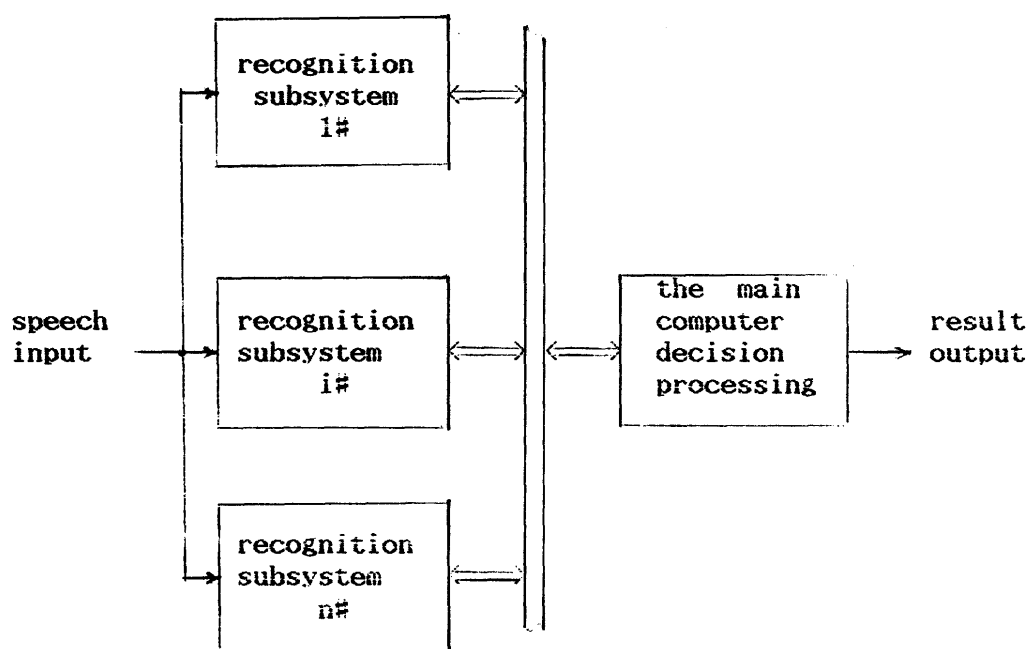 recognition
subsystem
1#
speech
input
recognition
subsystem
i#
the main
computer
decision
processing
result
output
recognition
subsystem
n#